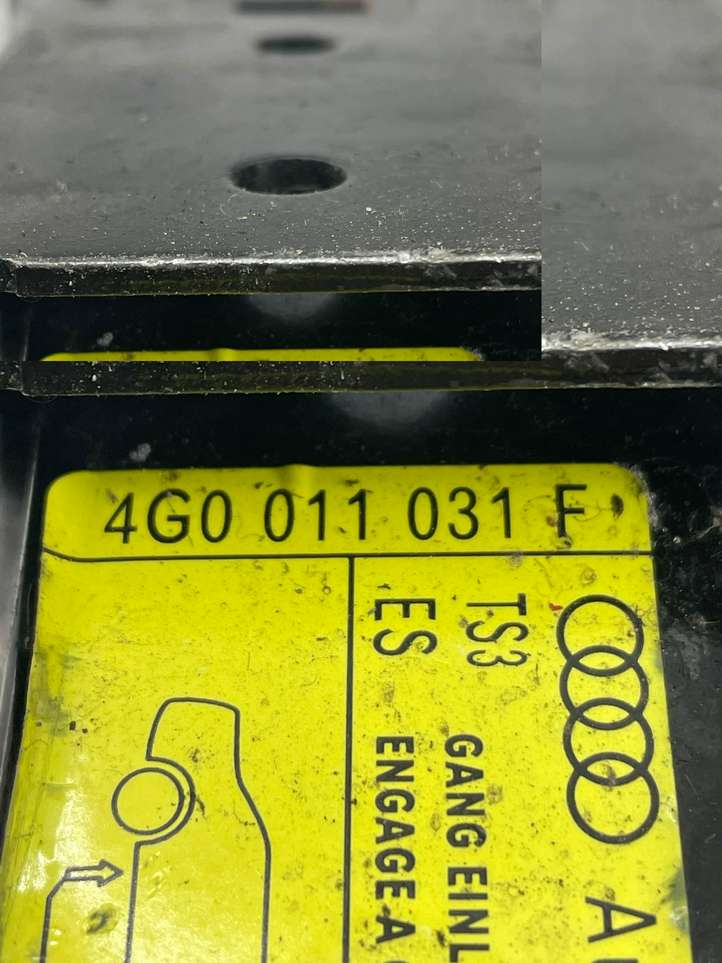 4G0 011 031 F
TS3
ES
GANG EINL
ENGAGE A